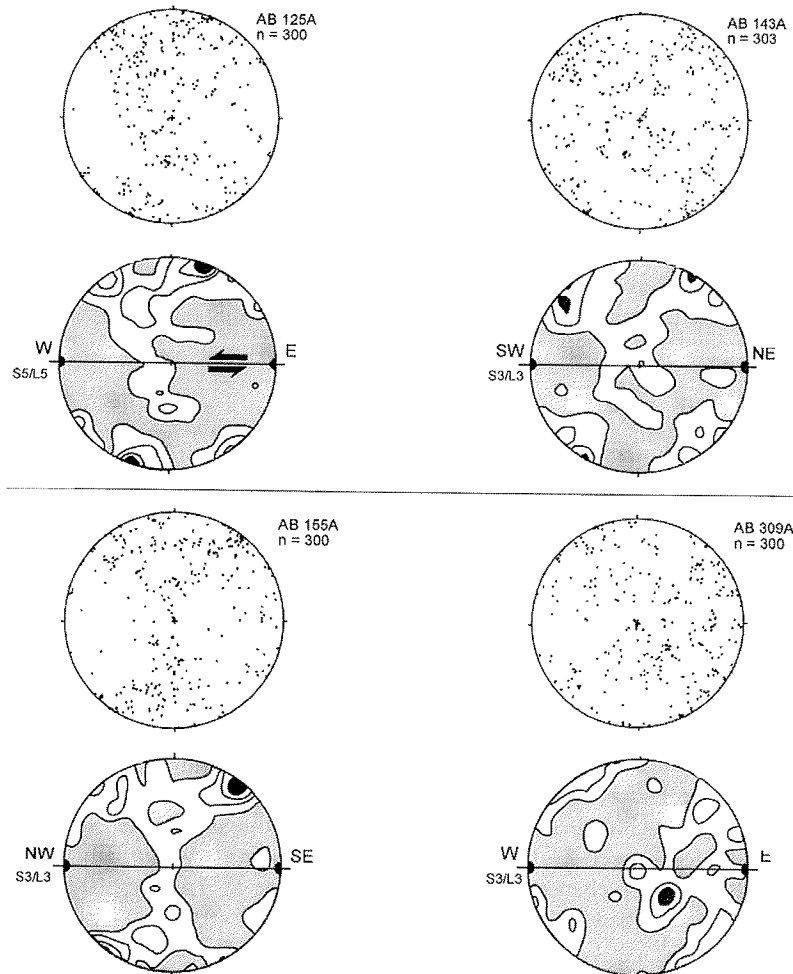 AB 125A
n = 300
AB 143A
n = 303
W
E
S5/L5
SW
NE
S3/L3
AB 155A
n = 300
AB 309A
n = 300
NW
SE
S3/L3
W
E
S3/L3